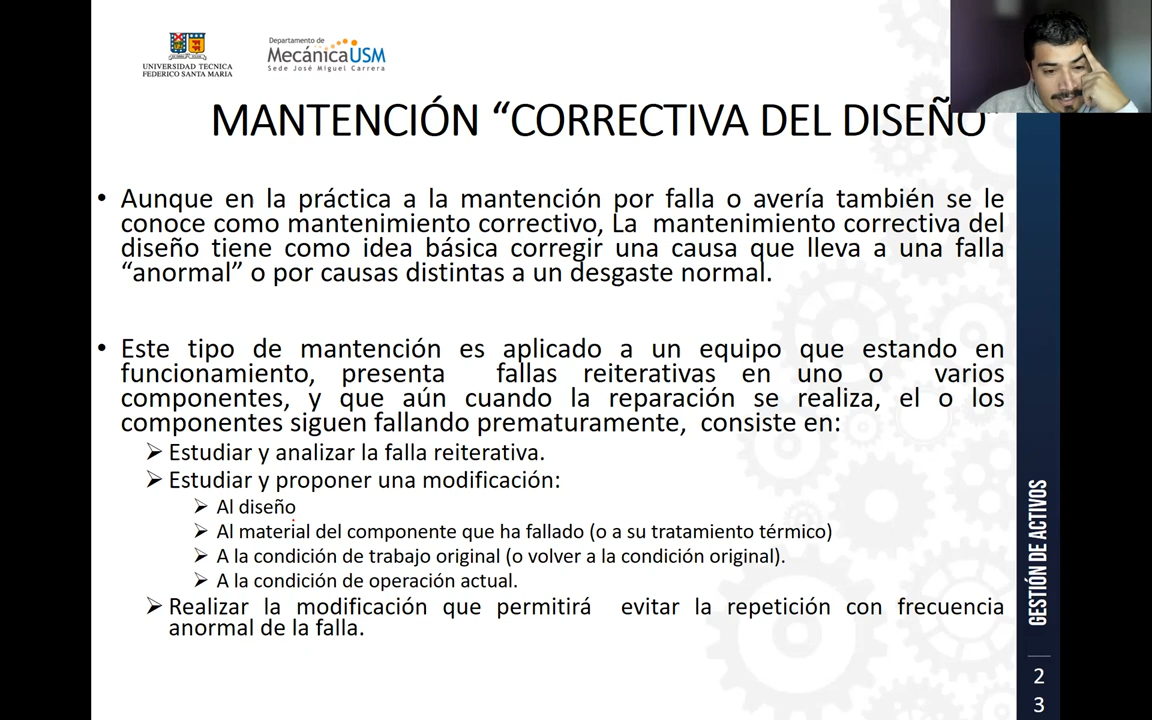 UNIVERSIDAD TECNICA
FEDERICO SANTA MARIA
Departamento de
MecánicaUSM
Sede José Miguel Carrera
MANTENCIÓN “CORRECTIVA DEL DISEÑO”
• Aunque en la práctica a la mantención por falla o avería también se le
conoce como mantenimiento correctivo, La mantenimiento correctiva del
diseño tiene como idea básica corregir una causa que lleva a una falla
“anormal” o por causas distintas a un desgaste normal.
• Este tipo de mantención es aplicado a un equipo que estando en
funcionamiento, presenta fallas reiterativas en uno o varios
componentes, y que aún cuando la reparación se realiza, el o los
componentes siguen fallando prematuramente, consiste en:
➢ Estudiar y analizar la falla reiterativa.
➢ Estudiar y proponer una modificación:
➢ Al diseño
➢ Al material del componente que ha fallado (o a su tratamiento térmico)
➢ A la condición de trabajo original (o volver a la condición original).
➢ A la condición de operación actual.
➢ Realizar la modificación que permitirá evitar la repetición con frecuencia
anormal de la falla.
GESTIÓN DE ACTIVOS
2
3